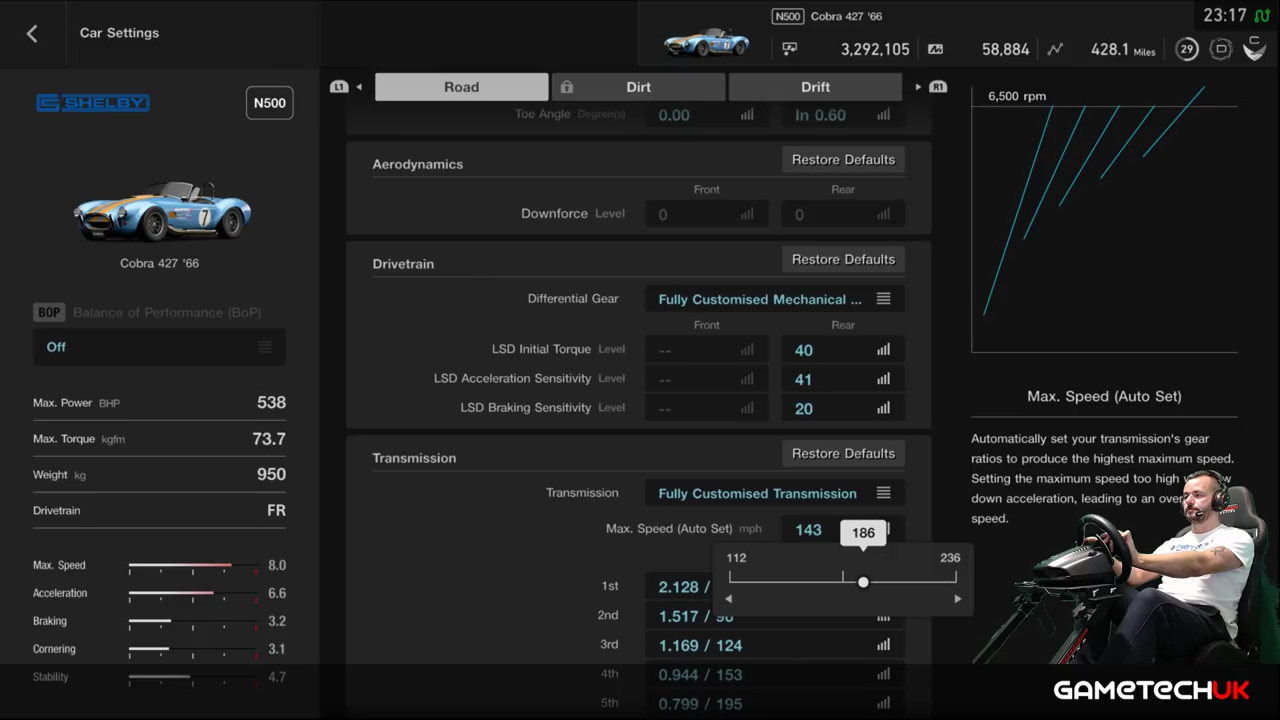 Car Settings
N500 Cobra 427 '66
23:17
3,292,105
58,884
428.1 Miles
29
D
C
SHELBY
N500
7
Cobra 427 '66
BOP Balance of Performance (BoP)
Off
Max. Power BHP 538
Max. Torque kgfm 73.7
Weight kg 950
Drivetrain FR
Max. Speed 8.0
Acceleration 6.6
Braking 3.2
Cornering 3.1
Stability 4.7
L1 Road Dirt Drift R1
Toe Angle Degree(s) 0.00 In 0.60
Aerodynamics Restore Defaults
Front Rear
Downforce Level 0 0
Drivetrain Restore Defaults
Differential Gear Fully Customised Mechanical ...
Front Rear
LSD Initial Torque Level -- 40
LSD Acceleration Sensitivity Level -- 41
LSD Braking Sensitivity Level -- 20
Transmission Restore Defaults
Transmission Fully Customised Transmission
Max. Speed (Auto Set) mph 143
186
112 236
1st 2.128 /
2nd 1.517 /
3rd 1.169 / 124
4th 0.944 / 153
5th 0.799 / 195
6,500 rpm
Max. Speed (Auto Set)
Automatically set your transmission's gear
ratios to produce the highest maximum speed.
Setting the maximum speed too high
down acceleration, leading to an
speed.
GAMETECHUK